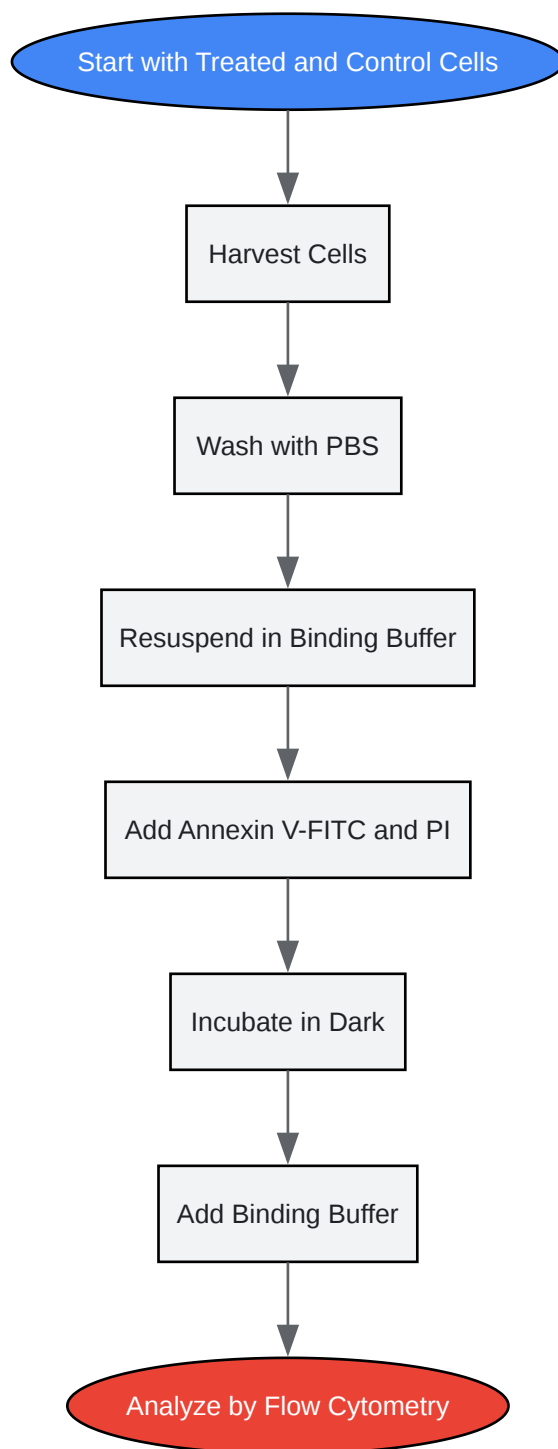 Start with Treated and Control Cells
Harvest Cells
Wash with PBS
Resuspend in Binding Buffer
Add Annexin V-FITC and PI
Incubate in Dark
Add Binding Buffer
Analyze by Flow Cytometry